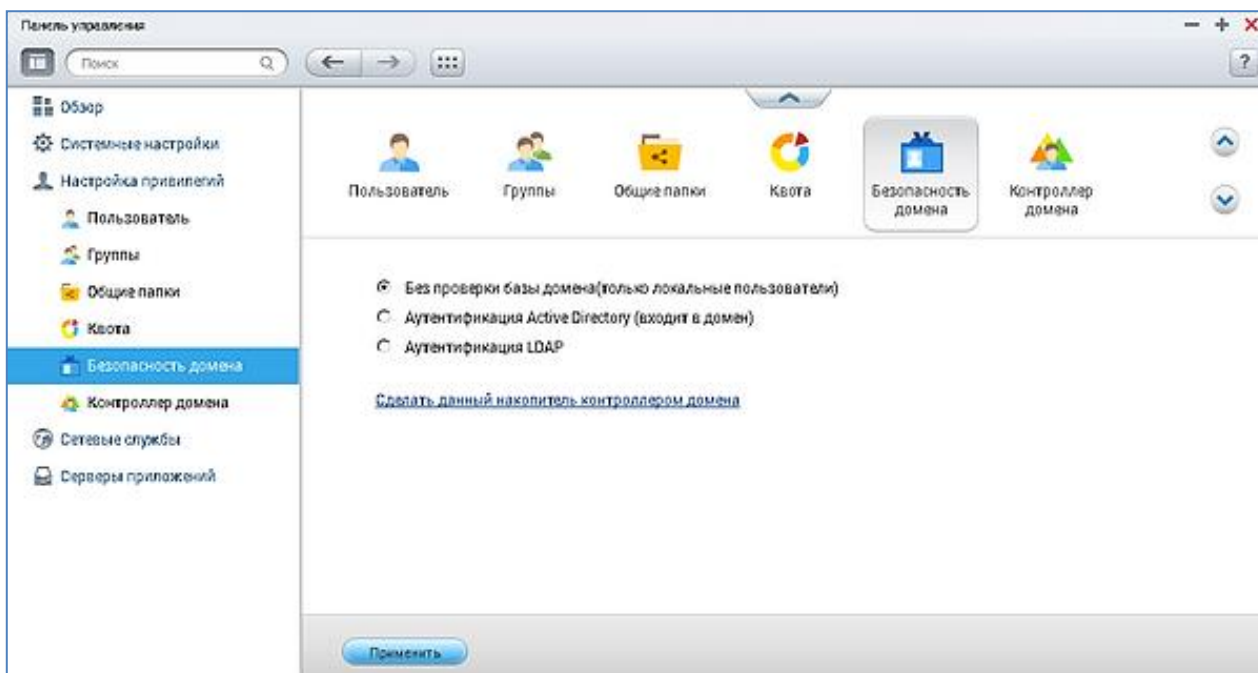 Панель управления
Поиск
?
Обзор
Системные настройки
Настройка привилегий
Пользователь
Группы
Общие папки
Квота
Безопасность домена
Контроллер домена
Сетевые службы
Серверы приложений
Пользователь
Группы
Общие папки
Квота
Безопасность
домена
Контроллер
домена
Без проверки базы домена(только локальные пользователи)
Аутентификация Active Directory (входит в домен)
Аутентификация LDAP
Сделать данный накопитель контроллером домена
Применить